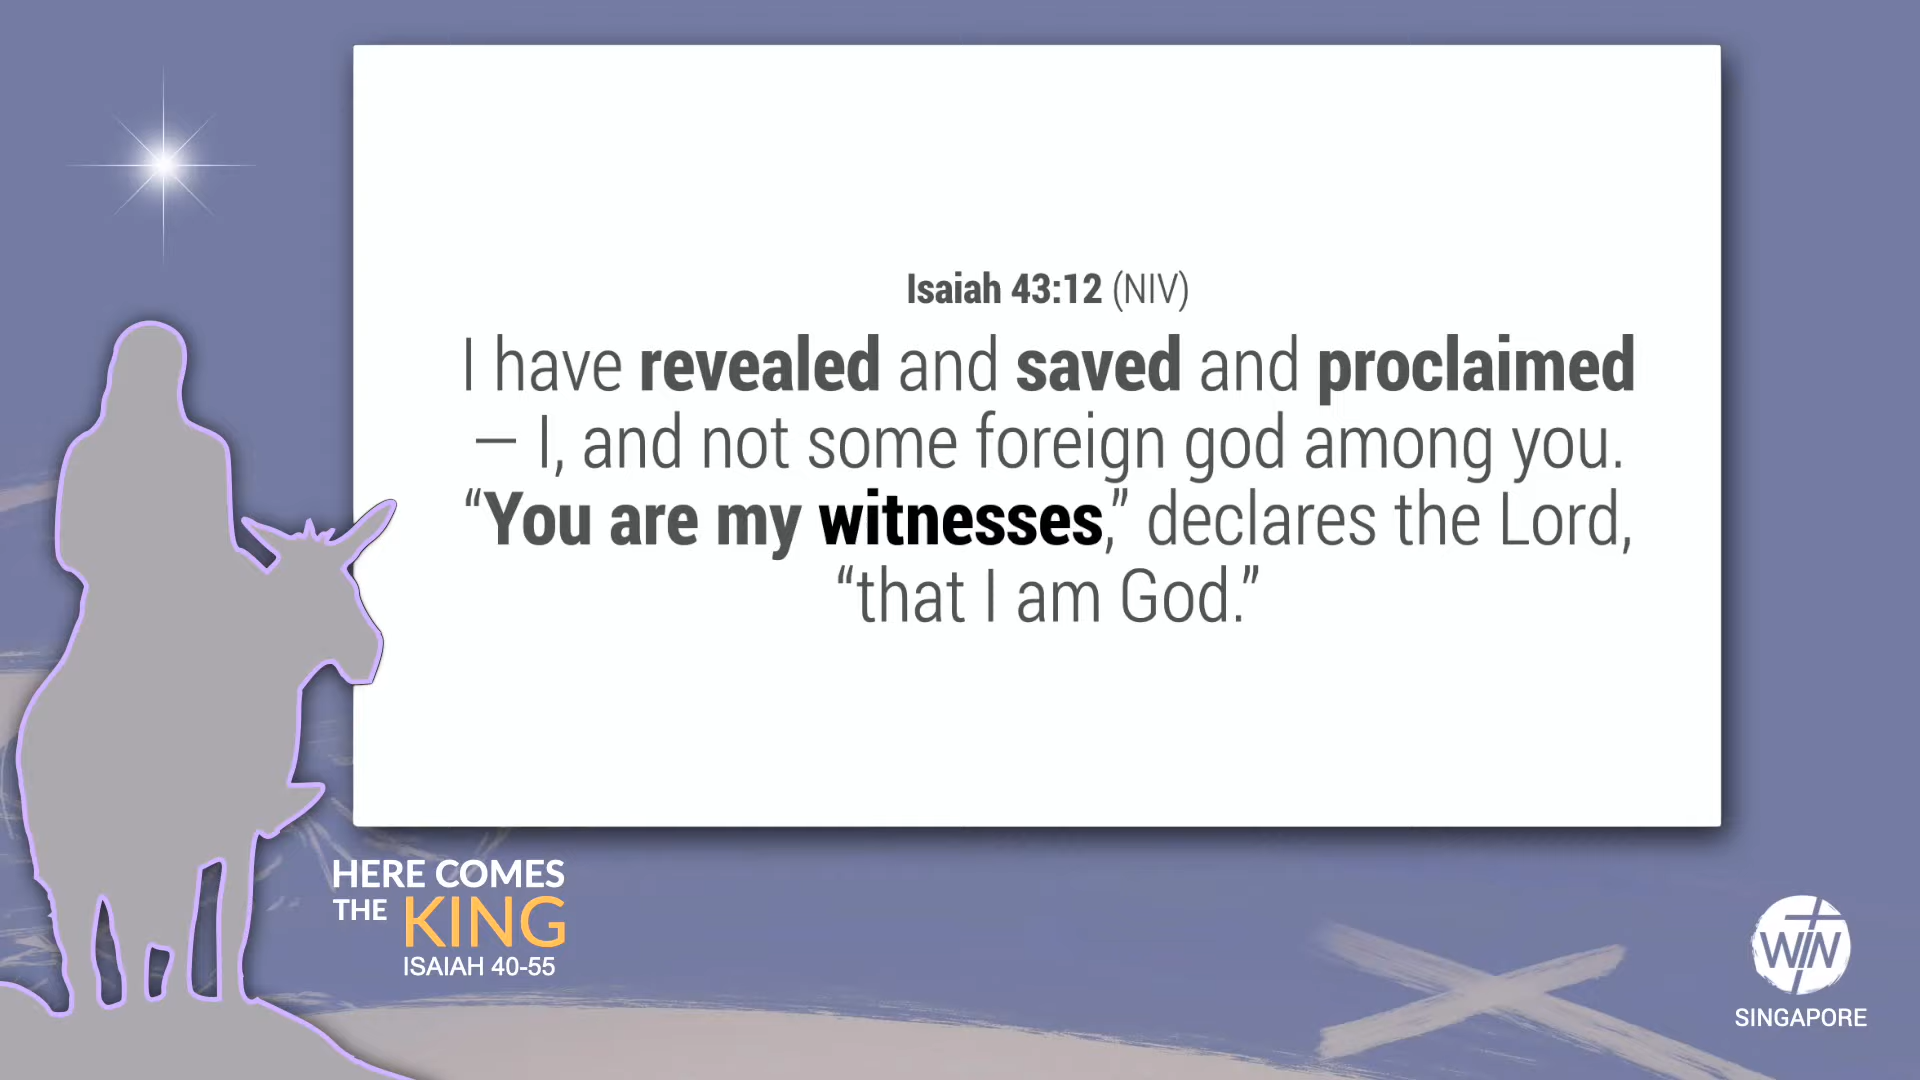 Isaiah 43:12 (NIV)
I have revealed and saved and proclaimed
— I, and not some foreign god among you.
“You are my witnesses,” declares the Lord,
“that I am God.”
HERE COMES
THE KING
ISAIAH 40-55
WIN
SINGAPORE